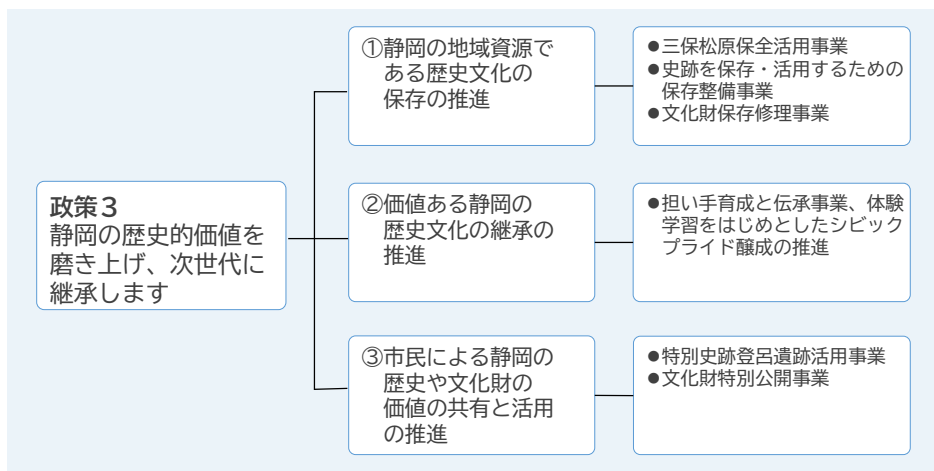 政策３
静岡の歴史的価値を
磨き上げ、次世代に
継承します
①静岡の地域資源で
ある歴史文化の
保存の推進
●三保松原保全活用事業
●史跡を保存・活用するための
保存整備事業
●文化財保存修理事業
②価値ある静岡の
歴史文化の継承の
推進
●担い手育成と伝承事業、体験
学習をはじめとしたシビック
プライド醸成の推進
③市民による静岡の
歴史や文化財の
価値の共有と活用
の推進
●特別史跡登呂遺跡活用事業
●文化財特別公開事業